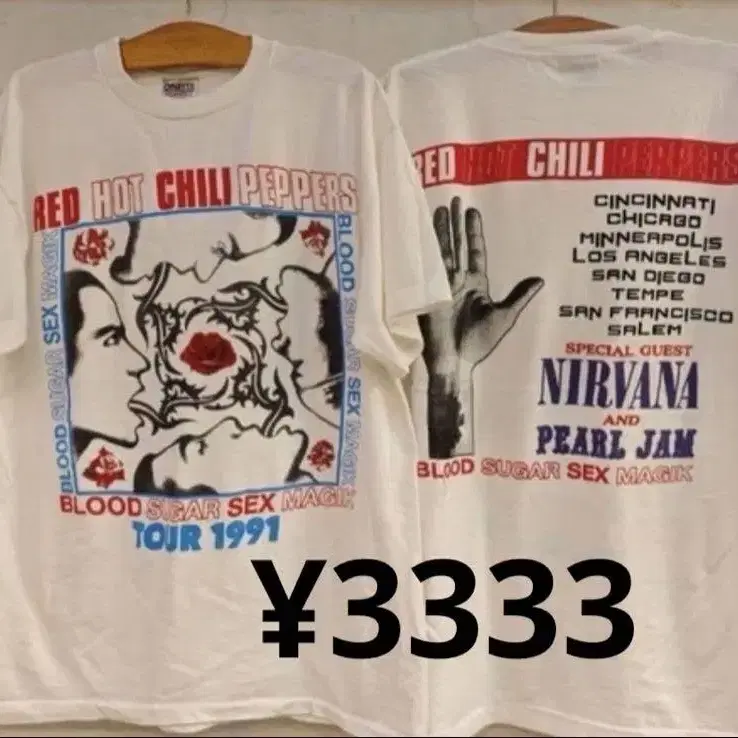 RED HOT CHILI PEPPERS
BLOOD SUGAR SEX MAGIK
BLOOD SUGAR SEX MAGIK
BLOOD SUGAR SEX MAGIK
TOUR 1991
RED HOT CHILI PEPPERS
CINCINNATI
CHICAGO
MINNEAPOLIS
LOS ANGELES
SAN DIEGO
TEMPE
SAN FRANCISCO
SALEM
SPECIAL GUEST
NIRVANA
AND
PEARL JAM
BLOOD SUGAR SEX MAGIK
¥3333